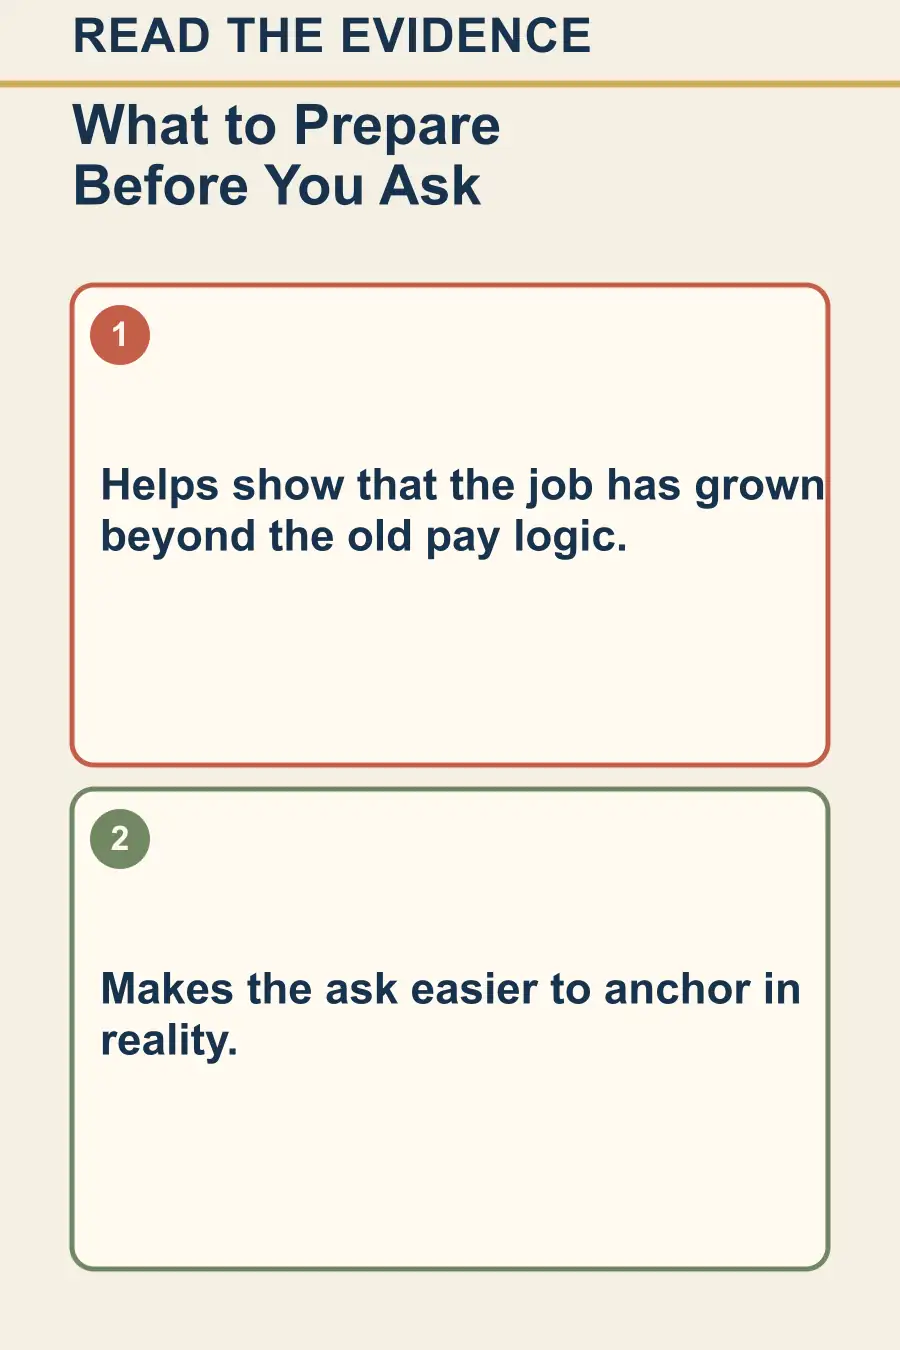 READ THE EVIDENCE
What to Prepare
Before You Ask
1
Helps show that the job has grown
beyond the old pay logic.
2
Makes the ask easier to anchor in
reality.